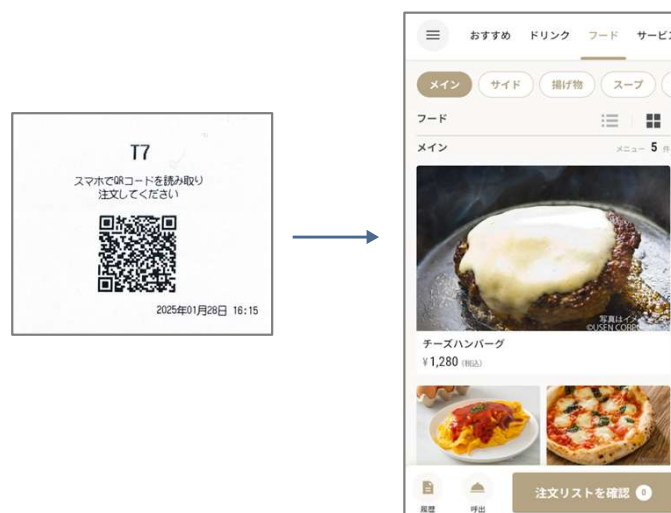 T7
スマホでQRコードを読み取り
注文してください
2025年01月28日 16:15
おすすめ ドリンク フード サービス
メイン サイド 揚げ物 スープ
フード
メイン メニュー 5 件
写真はイメ
©USEN CORP
チーズハンバーグ
¥1,280 (税込)
履歴 呼出 注文リストを確認 0